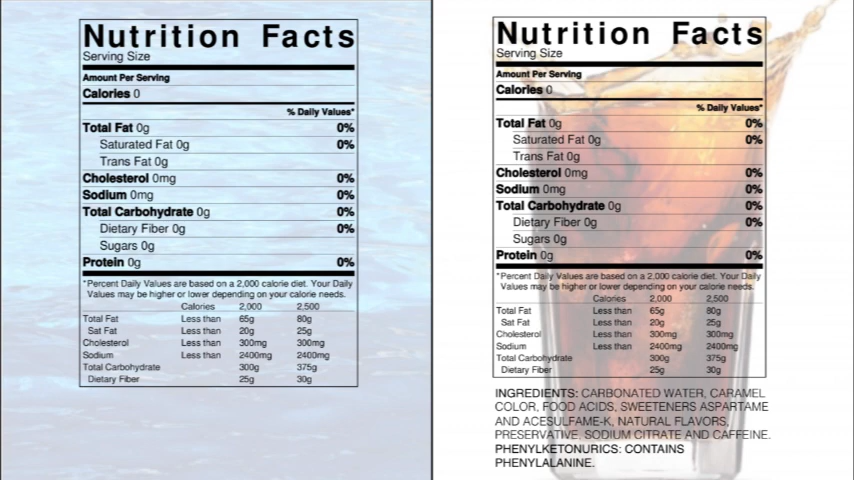 Nutrition Facts
Serving Size
Amount Per Serving
Calories 0
% Daily Values*
Total Fat 0g 0%
Saturated Fat 0g 0%
Trans Fat 0g
Cholesterol 0mg 0%
Sodium 0mg 0%
Total Carbohydrate 0g 0%
Dietary Fiber 0g 0%
Sugars 0g
Protein 0g 0%
*Percent Daily Values are based on a 2,000 calorie diet. Your Daily
Values may be higher or lower depending on your calorie needs.
Calories 2,000 2,500
Total Fat Less than 65g 80g
Sat Fat Less than 20g 25g
Cholesterol Less than 300mg 300mg
Sodium Less than 2400mg 2400mg
Total Carbohydrate 300g 375g
Dietary Fiber 25g 30g
Nutrition Facts
Serving Size
Amount Per Serving
Calories 0
% Daily Values*
Total Fat 0g 0%
Saturated Fat 0g 0%
Trans Fat 0g
Cholesterol 0mg 0%
Sodium 0mg 0%
Total Carbohydrate 0g 0%
Dietary Fiber 0g 0%
Sugars 0g
Protein 0g 0%
*Percent Daily Values are based on a 2,000 calorie diet. Your Daily
Values may be higher or lower depending on your calorie needs.
Calories 2,000 2,500
Total Fat Less than 65g 80g
Sat Fat Less than 20g 25g
Cholesterol Less than 300mg 300mg
Sodium Less than 2400mg 2400mg
Total Carbohydrate 300g 375g
Dietary Fiber 25g 30g
INGREDIENTS: CARBONATED WATER, CARAMEL
COLOR, FOOD ACIDS, SWEETENERS ASPARTAME
AND ACESULFAME-K, NATURAL FLAVORS,
PRESERVATIVE, SODIUM CITRATE AND CAFFEINE.
PHENYLKETONURICS: CONTAINS
PHENYLALANINE.